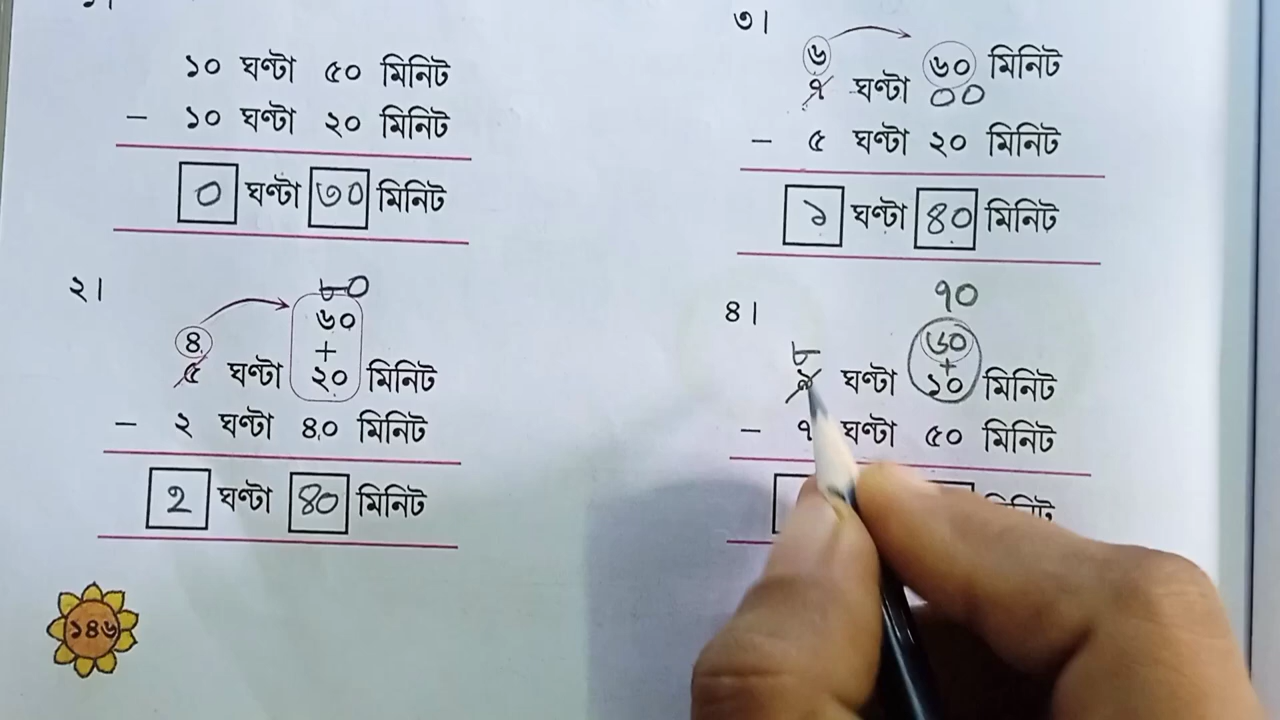 ১০ ঘণ্টা ৫০ মিনিট
- ১০ ঘণ্টা ২০ মিনিট
০ ঘণ্টা ৩০ মিনিট
২।
৮০
৬০
+
৪
৫ ঘণ্টা ২০ মিনিট
- ২ ঘণ্টা ৪০ মিনিট
২ ঘণ্টা ৪০ মিনিট
১৪৬
৩।
৬ ৬০ মিনিট
৭ ঘণ্টা ০০
- ৫ ঘণ্টা ২০ মিনিট
১ ঘণ্টা ৪০ মিনিট
৪।
৭০
৬০
+
৮
ঘণ্টা ১০ মিনিট
- ৭ ঘণ্টা ৫০ মিনিট